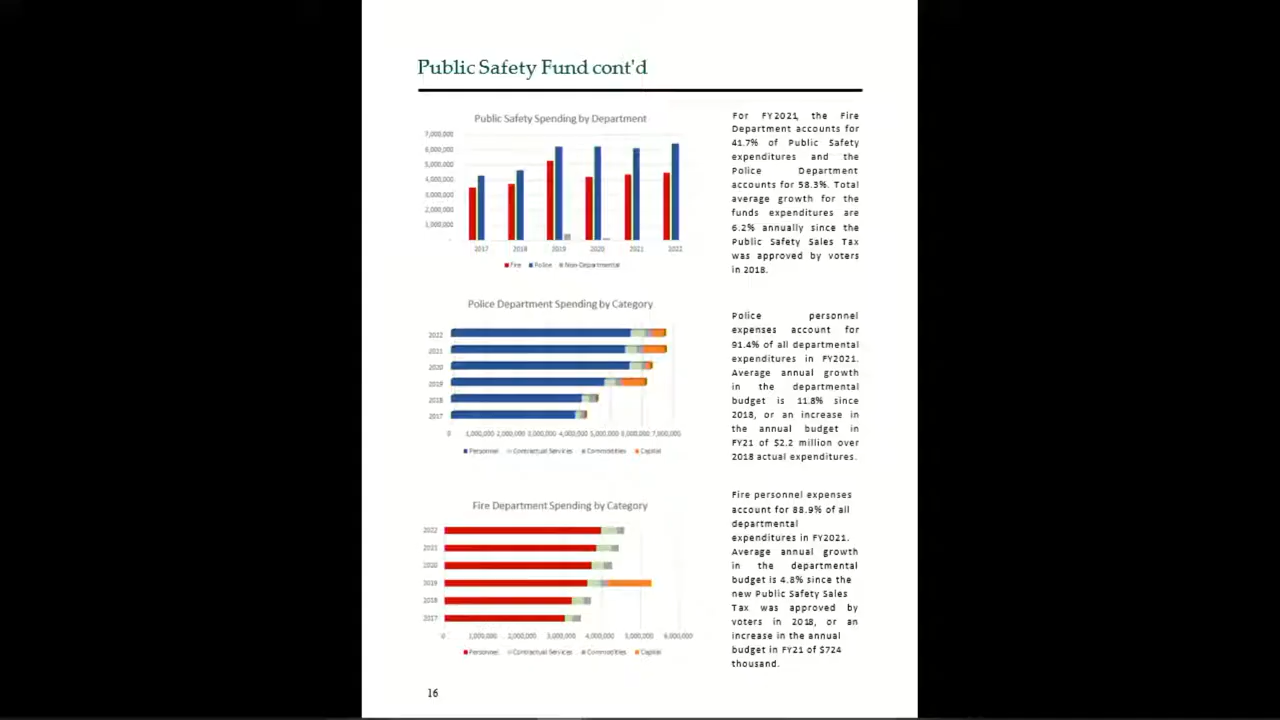 Public Safety Fund cont'd
Public Safety Spending by Department
7,000,000
6,000,000
5,000,000
4,000,000
3,000,000
2,000,000
1,000,000
-
2017 2018 2019 2020 2021 2022
Fire Police Non-Departmental
For FY2021, the Fire
Department accounts for
41.7% of Public Safety
expenditures and the
Police Department
accounts for 58.3%. Total
average growth for the
funds expenditures are
6.2% annually since the
Public Safety Sales Tax
was approved by voters
in 2018.
Police Department Spending by Category
2022
2021
2020
2019
2018
2017
0 1,000,000 2,000,000 3,000,000 4,000,000 5,000,000 6,000,000 7,000,000
Personnel Contractual Services Commodities Capital
Police personnel
expenses account for
91.4% of all departmental
expenditures in FY2021.
Average annual growth
in the departmental
budget is 11.8% since
2018, or an increase in
the annual budget in
FY21 of $2.2 million over
2018 actual expenditures.
Fire Department Spending by Category
2022
2021
2020
2019
2018
2017
0 1,000,000 2,000,000 3,000,000 4,000,000 5,000,000 6,000,000
Personnel Contractual Services Commodities Capital
Fire personnel expenses
account for 88.9% of all
departmental
expenditures in FY2021.
Average annual growth
in the departmental
budget is 4.8% since the
new Public Safety Sales
Tax was approved by
voters in 2018, or an
increase in the annual
budget in FY21 of $724
thousand.
16